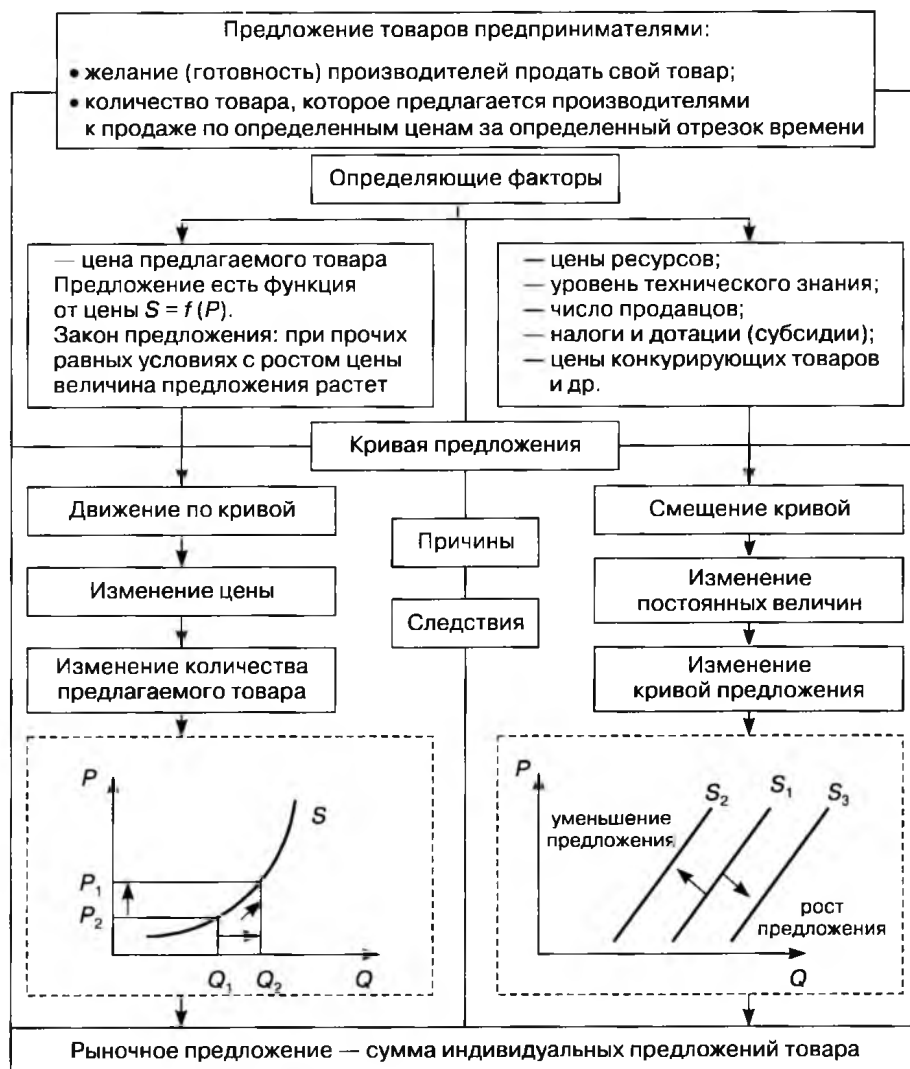 Предложение товаров предпринимателями:
• желание (готовность) производителей продать свой товар;
• количество товара, которое предлагается производителями
к продаже по определенным ценам за определенный отрезок времени
Определяющие факторы
— цена предлагаемого товара
Предложение есть функция
от цены S = f (P).
Закон предложения: при прочих
равных условиях с ростом цены
величина предложения растет
— цены ресурсов;
— уровень технического знания;
— число продавцов;
— налоги и дотации (субсидии);
— цены конкурирующих товаров
и др.
Кривая предложения
Движение по кривой
Смещение кривой
Причины
Изменение цены
Изменение
постоянных величин
Следствия
Изменение количества
предлагаемого товара
Изменение
кривой предложения
P
S
P1
P2
Q1
Q2
Q
P
S2
S1
S3
уменьшение
предложения
рост
предложения
Q
Рыночное предложение — сумма индивидуальных предложений товара